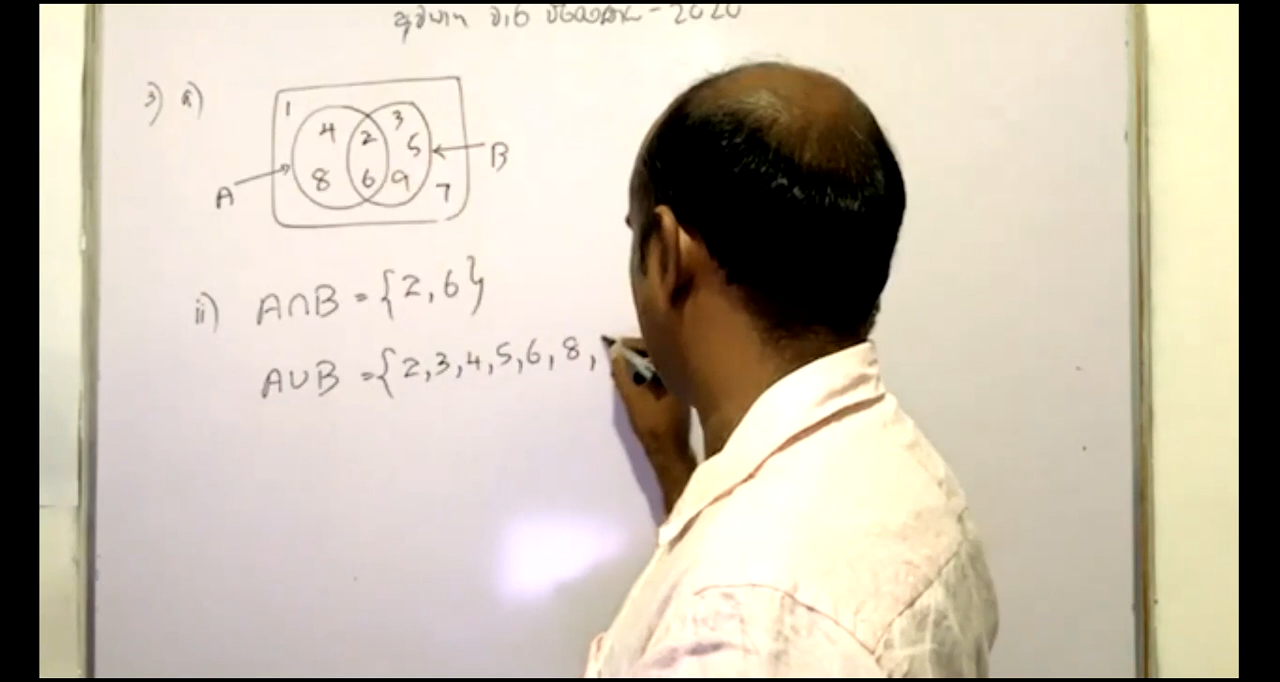 2020
3) a)
1
4 2 3
5
8 6 9
7
A
B
ii) A∩B = {2, 6}
A∪B = {2, 3, 4, 5, 6, 8,